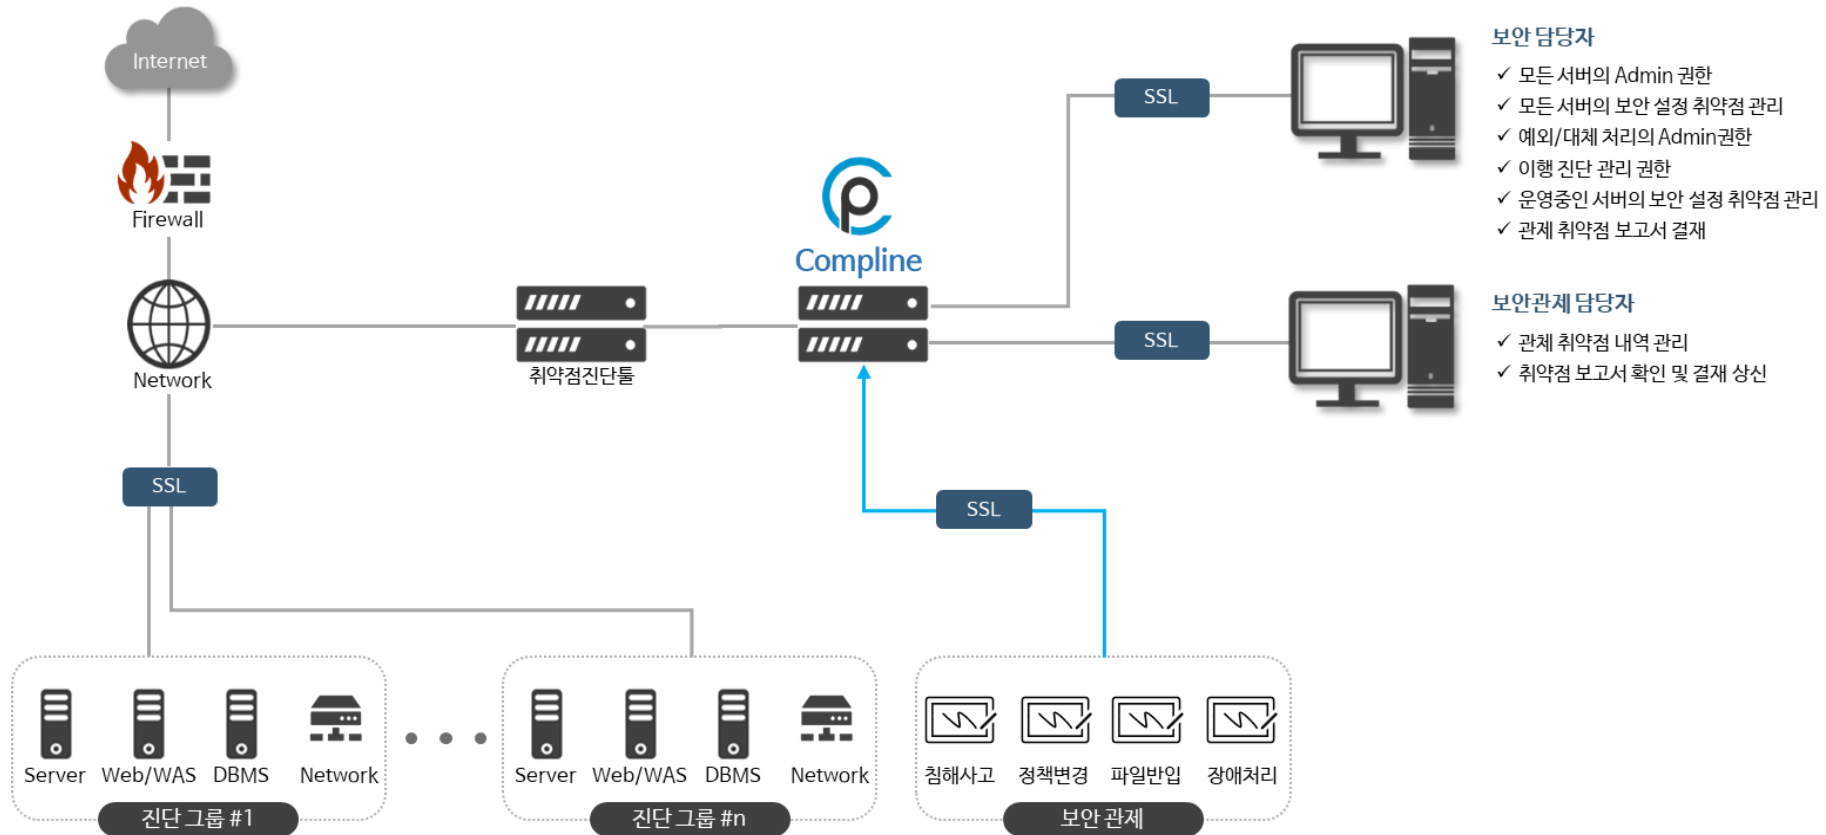 Internet
Firewall
Network
SSL
취약점진단툴
Compline
SSL
보안 담당자
✓ 모든 서버의 Admin 권한
✓ 모든 서버의 보안 설정 취약점 관리
✓ 예외/대체 처리의 Admin권한
✓ 이행 진단 관리 권한
✓ 운영중인 서버의 보안 설정 취약점 관리
✓ 관제 취약점 보고서 결재
SSL
보안관제 담당자
✓ 관체 취약점 내역 관리
✓ 취약점 보고서 확인 및 결재 상신
SSL
Server Web/WAS DBMS Network
진단 그룹 #1
Server Web/WAS DBMS Network
진단 그룹 #n
침해사고 정책변경 파일반입 장애처리
보안 관제